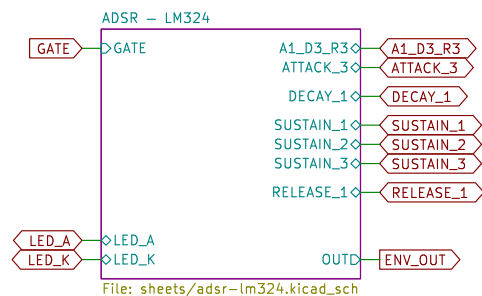 ADSR – LM324
GATE GATE A1_D3_R3 A1_D3_R3
ATTACK_3 ATTACK_3
DECAY_1 DECAY_1
SUSTAIN_1 SUSTAIN_1
SUSTAIN_2 SUSTAIN_2
SUSTAIN_3 SUSTAIN_3
RELEASE_1 RELEASE_1
LED_A LED_A
LED_K LED_K OUT ENV_OUT
File: sheets/adsr-lm324.kicad_sch